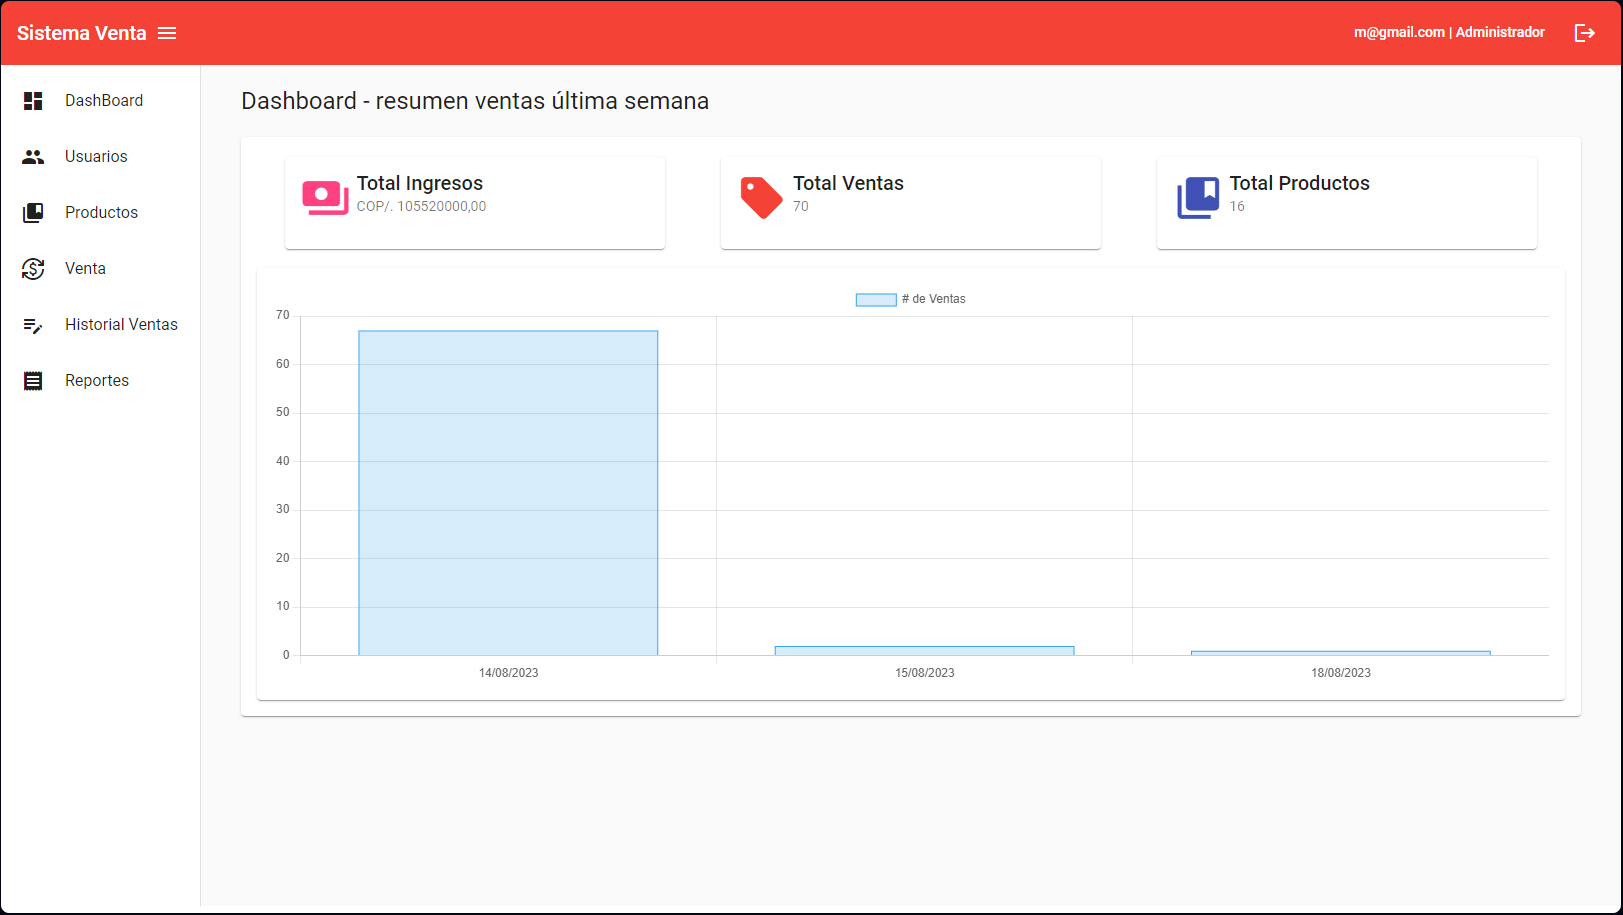 Sistema Venta
m@gmail.com | Administrador
DashBoard
Usuarios
Productos
Venta
Historial Ventas
Reportes
Dashboard - resumen ventas última semana
Total Ingresos
COP/. 105520000,00
Total Ventas
70
Total Productos
16
# de Ventas
70
60
50
40
30
20
10
0
14/08/2023
15/08/2023
18/08/2023